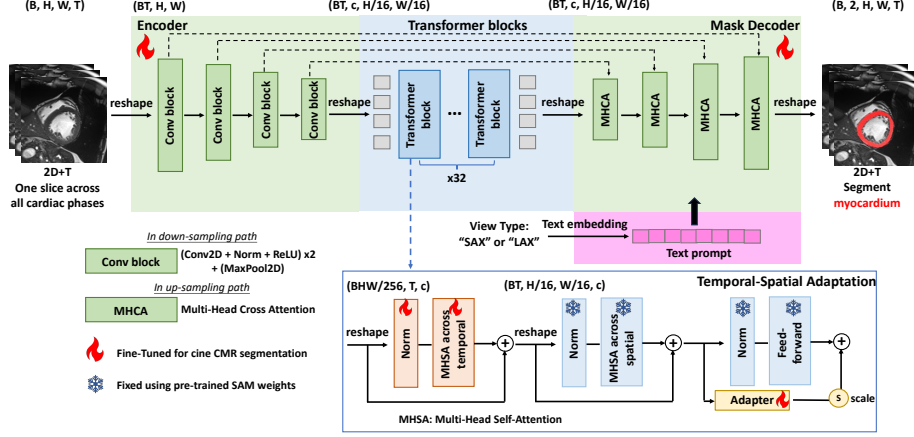 (B, H, W, T)
(BT, H, W)
(BT, c, H/16, W/16)
(BT, c, H/16, W/16)
(B, 2, H, W, T)
Encoder
Transformer blocks
Mask Decoder
reshape
Conv block
Conv block
Conv block
Conv block
reshape
Transformer
block
...
Transformer
block
x32
reshape
MHCA
MHCA
MHCA
MHCA
reshape
2D+T
One slice across
all cardiac phases
2D+T
Segment
myocardium
View Type:
“SAX” or “LAX”
Text embedding
Text prompt
In down-sampling path
Conv block
(Conv2D + Norm + ReLU) x2
+ (MaxPool2D)
In up-sampling path
MHCA
Multi-Head Cross Attention
Fine-Tuned for cine CMR segmentation
Fixed using pre-trained SAM weights
(BHW/256, T, c)
(BT, H/16, W/16, c)
Temporal-Spatial Adaptation
reshape
Norm
MHSA across
temporal
reshape
Norm
MHSA across
spatial
Norm
Feed-
forward
Adapter
S
scale
MHSA: Multi-Head Self-Attention